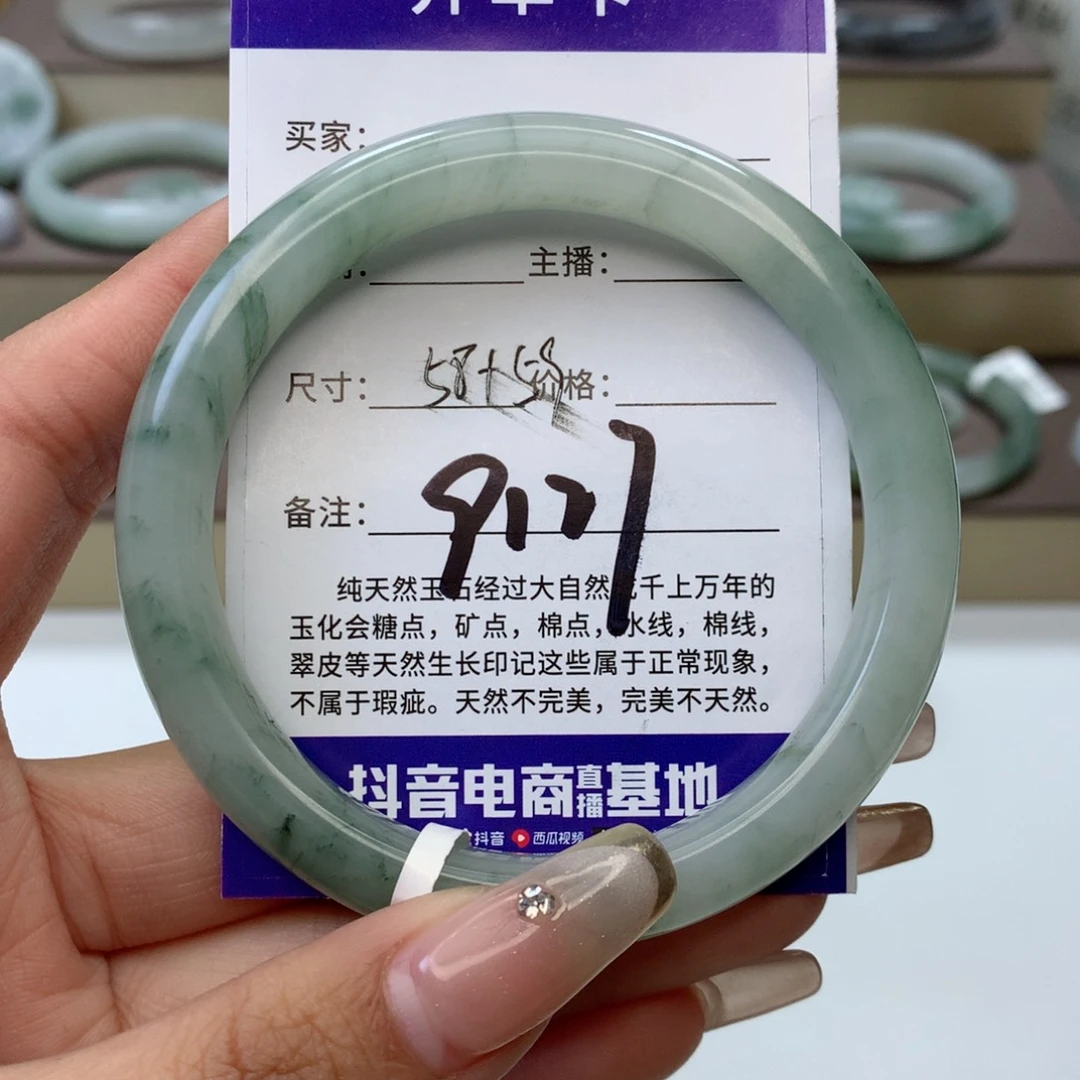 买家：
主播：
尺寸： 58+ 价格：
备注：
纯天然玉石经过大自然 千上万年的
玉化会糖点，矿点，棉点，水线，棉线，
翠皮等天然生长印记这些属于正常现象，
不属于瑕疵。天然不完美，完美不天然。
抖音电商直播基地
抖音 西瓜视频